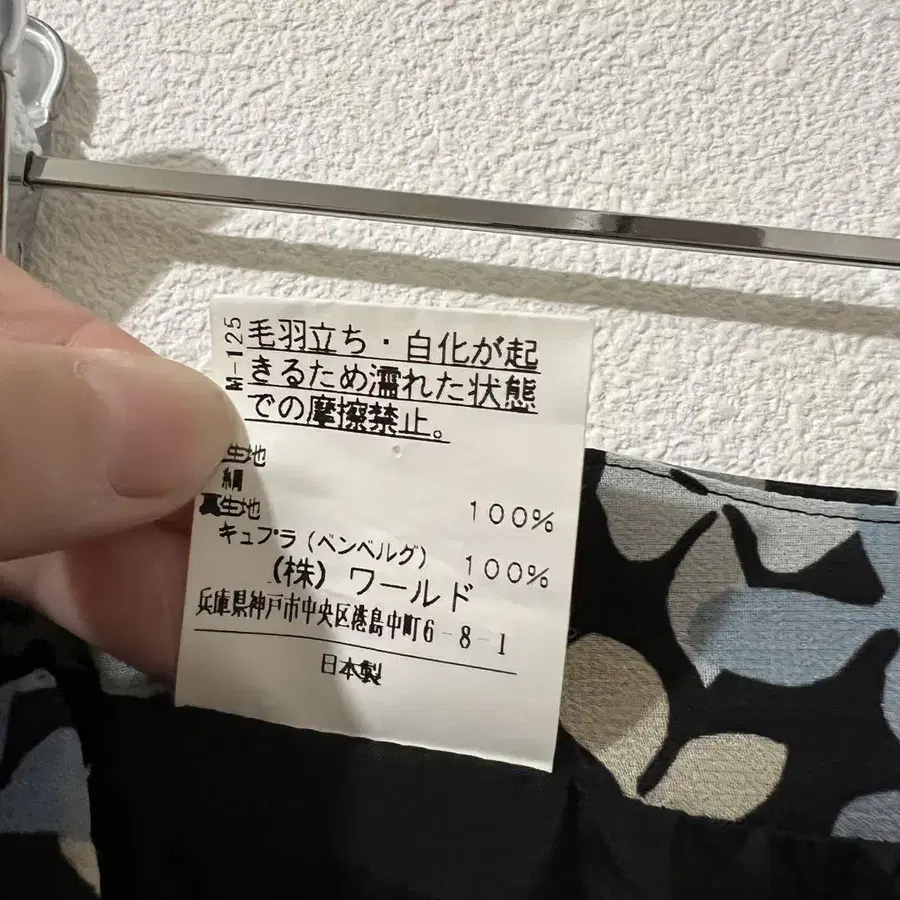 M-125
毛羽立ち・白化が起
きるため濡れた状態
での摩擦禁止。
生地
絹 100%
裏生地
キュプラ(ベンベルグ) 100%
(株)ワールド
兵庫県神戸市中央区港島中町6-8-1
日本製